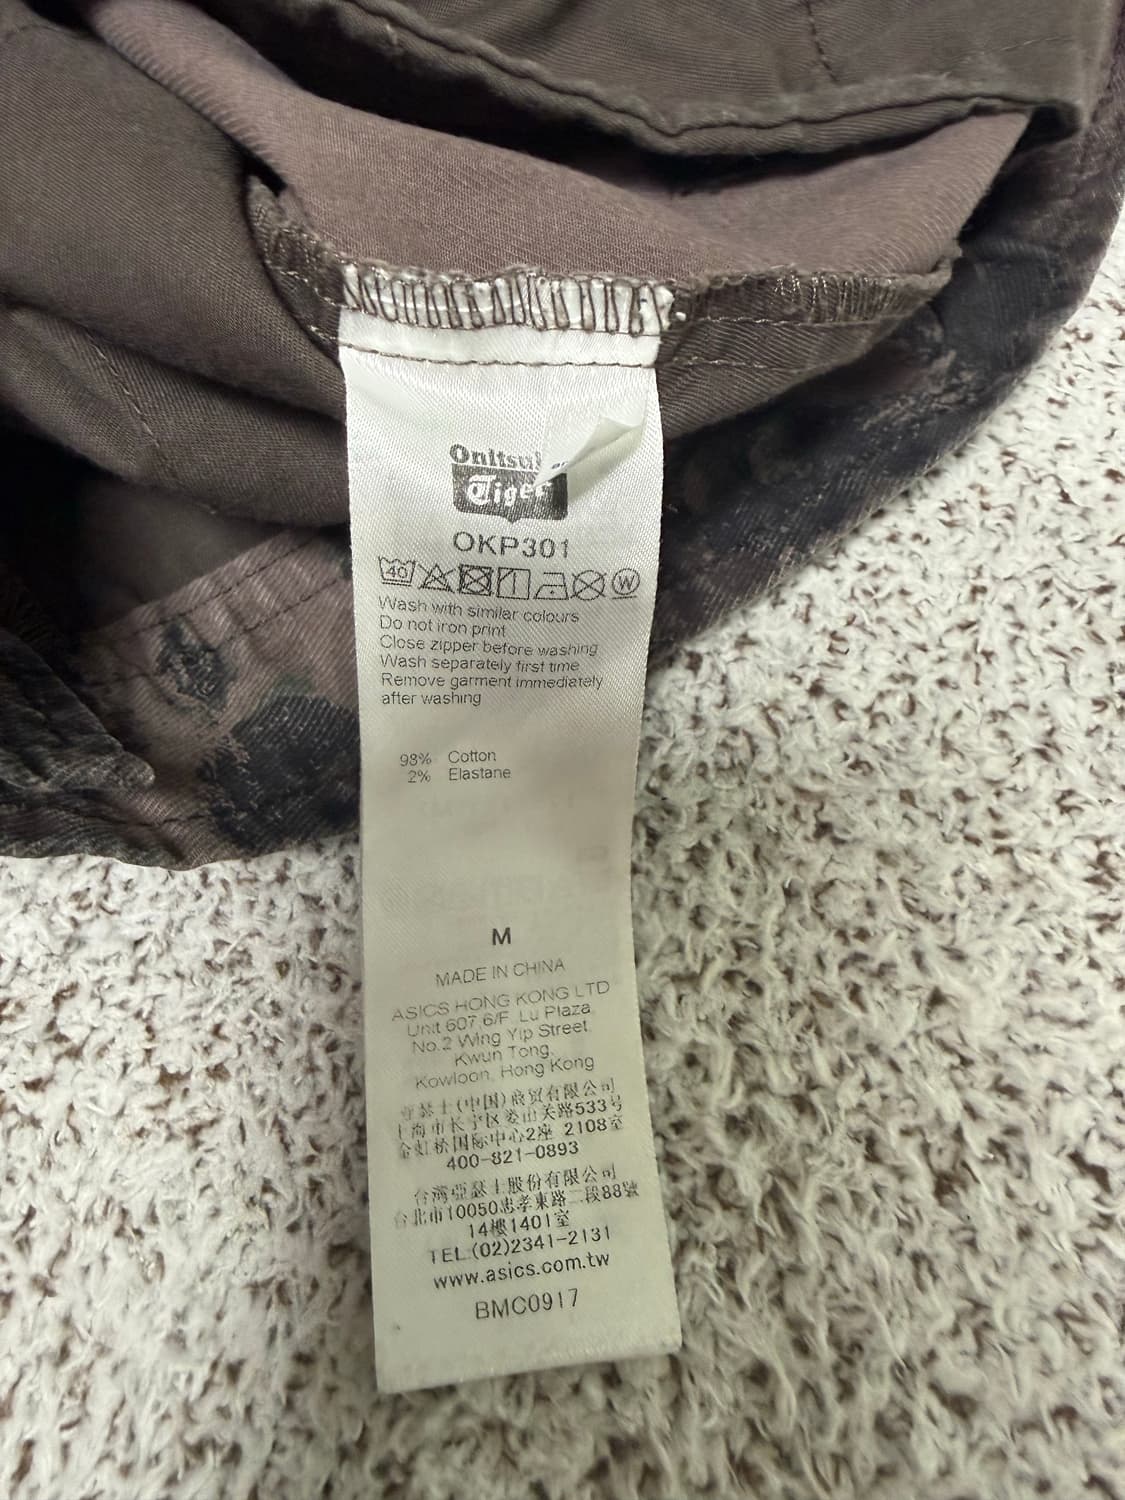 Onitsu
Tiger
OKP301
40
W
Wash with similar colours
Do not iron print
Close zipper before washing
Wash separately first time
Remove garment immediately
after washing
98% Cotton
2% Elastane
M
MADE IN CHINA
ASICS HONG KONG LTD
Unit 607 6/F. Lu Plaza
No.2 Wing Yip Street
Kwun Tong,
Kowloon, Hong Kong
亚瑟士(中国)商贸有限公司
上海市长宁区娄山关路533号
金虹桥国际中心2座 2108室
400-821-0893
台灣亞瑟士股份有限公司
台北市10050忠孝東路二段88號
14樓1401室
TEL:(02)2341-2131
www.asics.com.tw
BMC0917